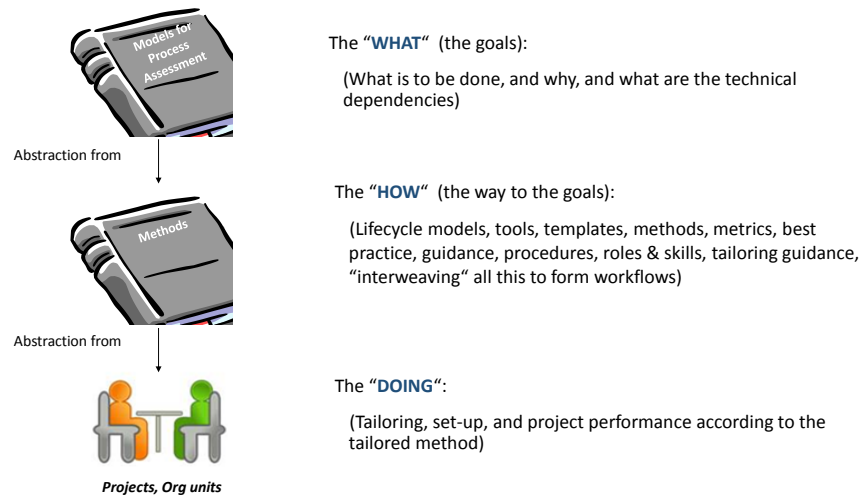 Models for
Process
Assessment
The “WHAT“ (the goals):
(What is to be done, and why, and what are the technical
dependencies)
Abstraction from
Methods
The “HOW“ (the way to the goals):
(Lifecycle models, tools, templates, methods, metrics, best
practice, guidance, procedures, roles & skills, tailoring guidance,
“interweaving“ all this to form workflows)
Abstraction from
The “DOING“:
(Tailoring, set-up, and project performance according to the
tailored method)
Projects, Org units